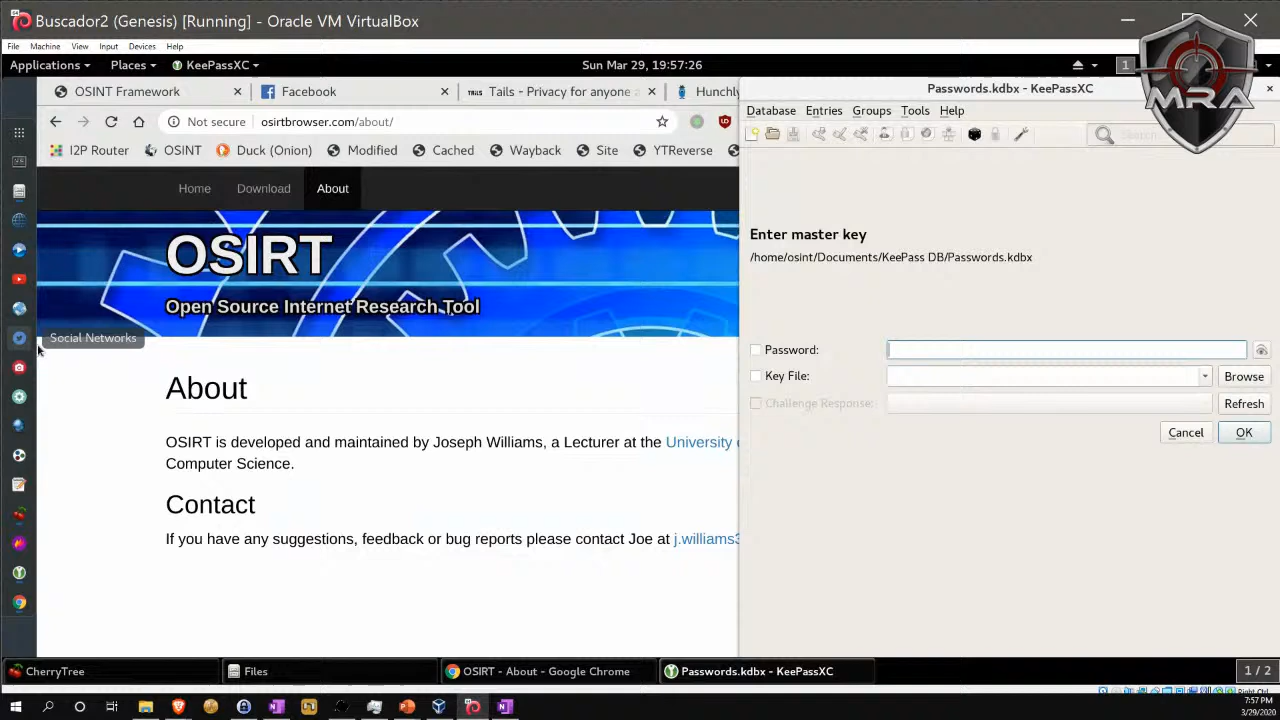 Buscador2 (Genesis) [Running] - Oracle VM VirtualBox
File Machine View Input Devices Help
Applications Places KeePassXC Sun Mar 29, 19:57:26 1
OSINT Framework Facebook TAILS Tails - Privacy for anyone a Hunchly
Passwords.kdbx - KeePassXC
MRA
Database Entries Groups Tools Help
Not secure osirtbrowser.com/about/
I2P Router OSINT Duck (Onion) Modified Cached Wayback Site YTReverse
Home Download About
OSIRT
Open Source Internet Research Tool
Enter master key
/home/osint/Documents/KeePass DB/Passwords.kdbx
Social Networks
Password:
Key File: Browse
Challenge Response: Refresh
Cancel OK
About
OSIRT is developed and maintained by Joseph Williams, a Lecturer at the University
Computer Science.
Contact
If you have any suggestions, feedback or bug reports please contact Joe at j.williams3
CherryTree Files OSIRT - About - Google Chrome Passwords.kdbx - KeePassXC 1 / 2
Right Ctrl
7:57 PM
3/29/2020